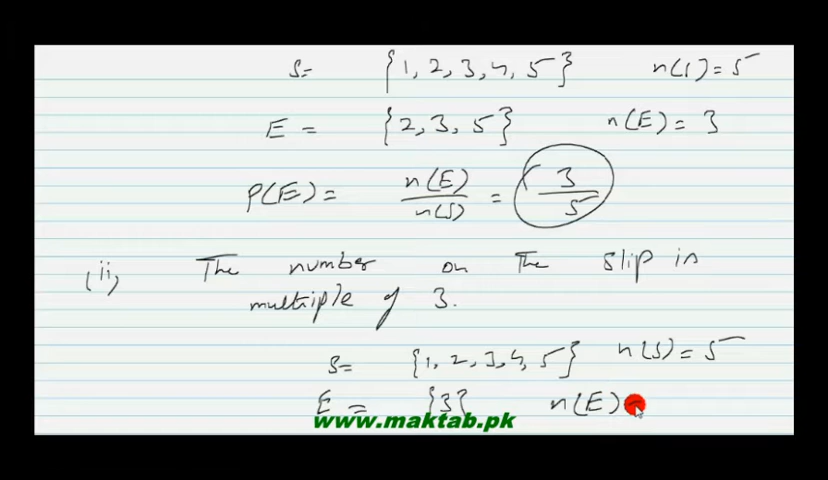 S= {1, 2, 3, 4, 5} n(S)=5
E = {2, 3, 5} n(E) = 3
P(E)= n(E)/n(S) = 3/5
(ii) The number on the slip in
multiple of 3.
S= {1, 2, 3, 4, 5} n(S)=5
E = {3} n(E)=
www.maktab.pk